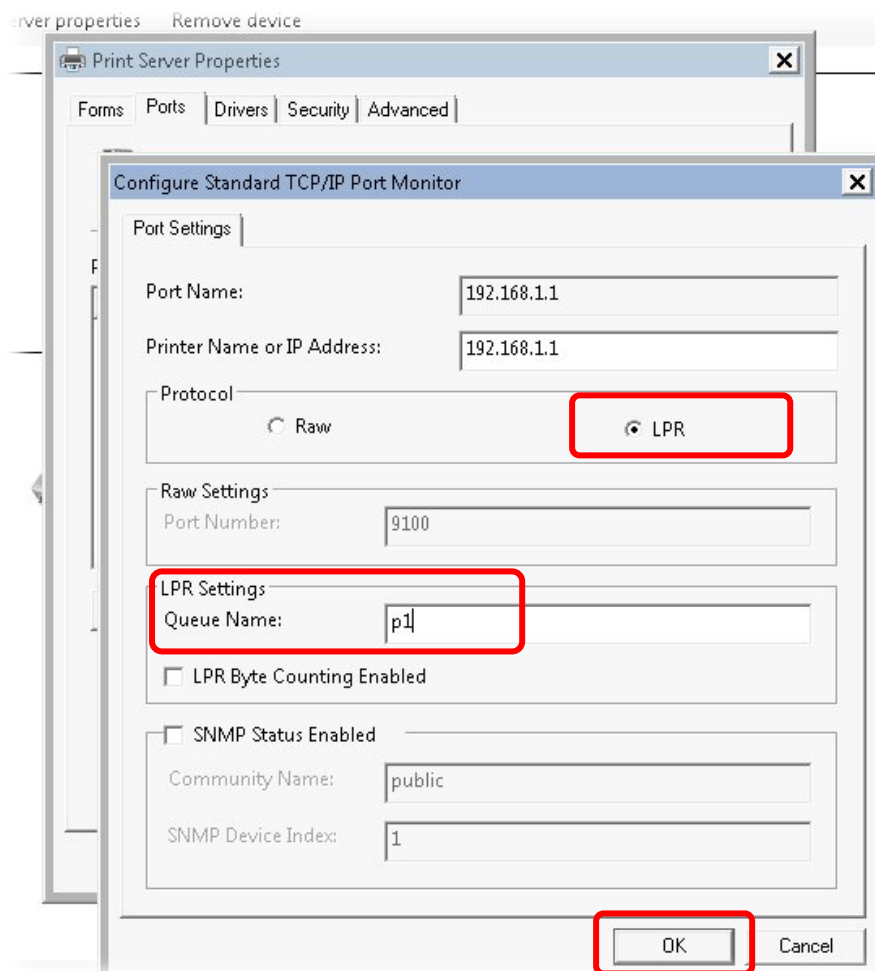 erver properties Remove device
Print Server Properties
Forms Ports Drivers Security Advanced
Configure Standard TCP/IP Port Monitor
Port Settings
Port Name: 192.168.1.1
Printer Name or IP Address: 192.168.1.1
Protocol
Raw LPR
Raw Settings
Port Number: 9100
LPR Settings
Queue Name: p1
LPR Byte Counting Enabled
SNMP Status Enabled
Community Name: public
SNMP Device Index: 1
OK Cancel